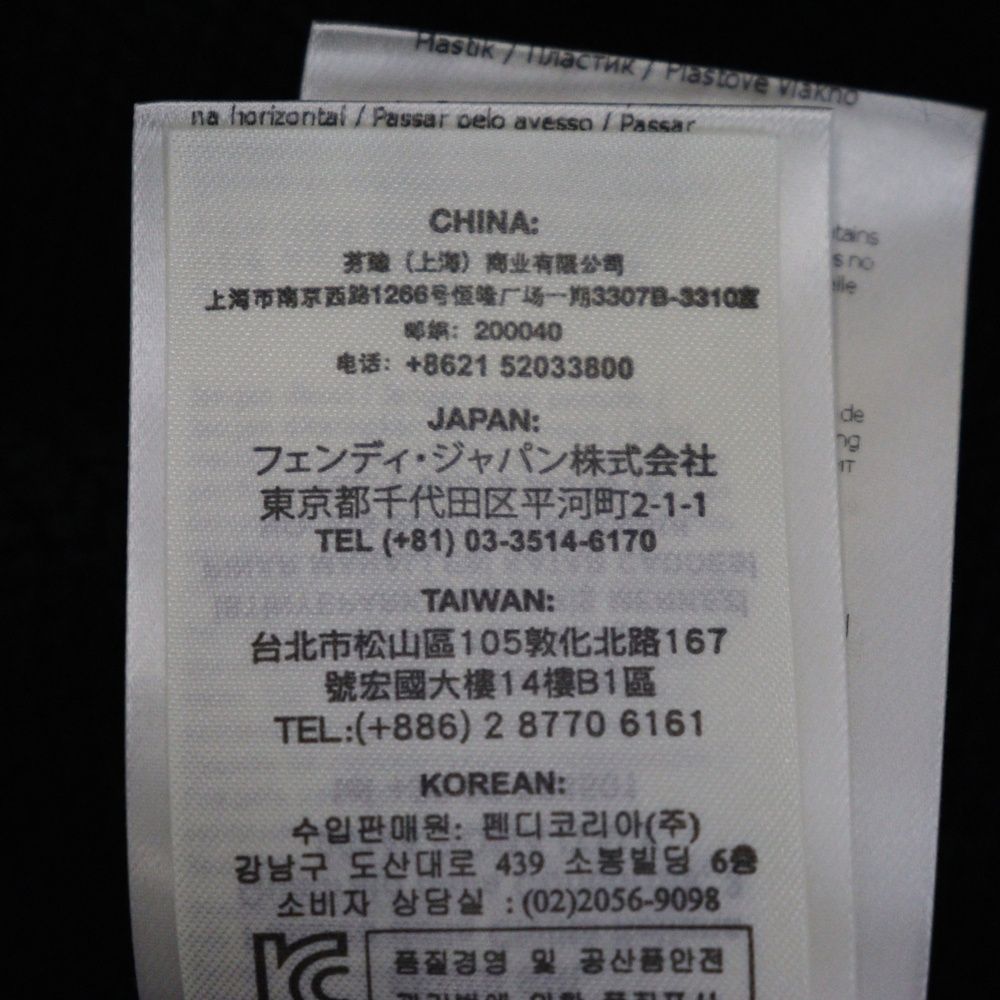 Plastik / Пластик / Plastové vlákno
na horizontal / Passar pelo avesso / Passar
CHINA:
芬迪（上海）商业有限公司
上海市南京西路1266号恒隆广场一期3307B-3310室
邮编：200040
电话：+8621 52033800
JAPAN:
フェンディ・ジャパン株式会社
東京都千代田区平河町2-1-1
TEL (+81) 03-3514-6170
TAIWAN:
台北市松山區105敦化北路167
號宏國大樓14樓B1區
TEL.:(+886) 2 8770 6161
KOREAN:
수입판매원: 펜디코리아(주)
강남구 도산대로 439 소봉빌딩 6층
소비자 상담실 : (02)2056-9098
품질경영 및 공산품안전
tains
s no
de
ng